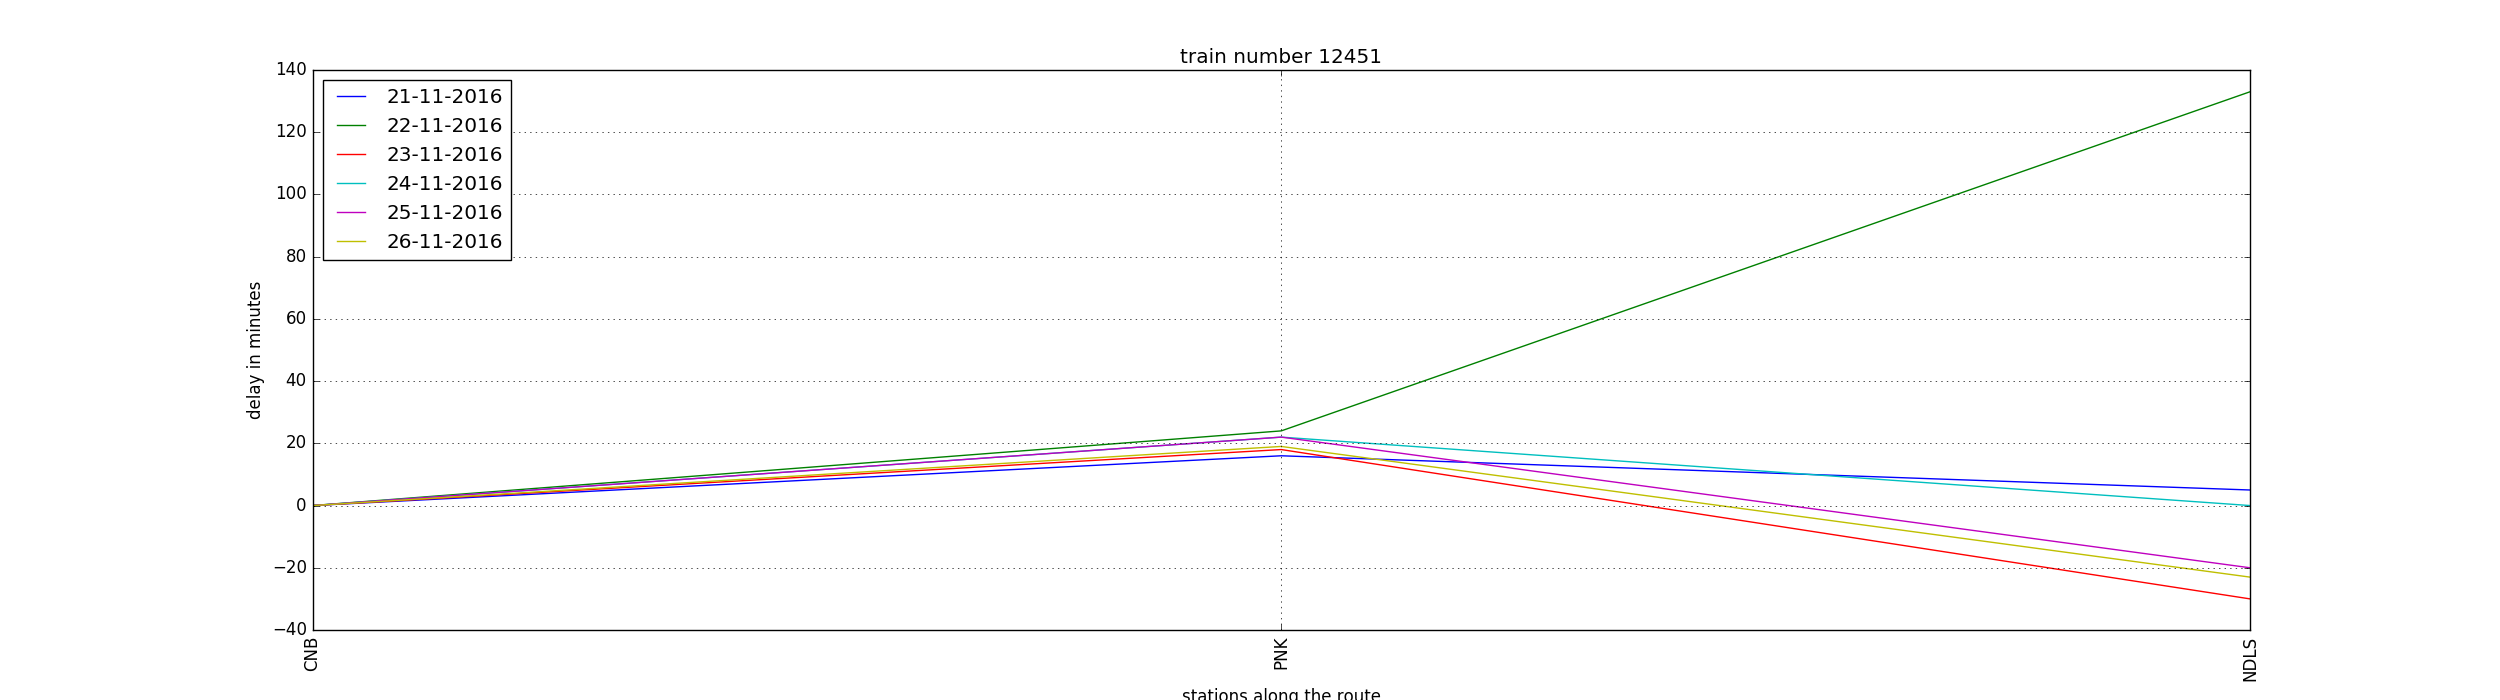 train number 12451
140
120
100
80
60
40
20
0
−20
−40
delay in minutes
21-11-2016
22-11-2016
23-11-2016
24-11-2016
25-11-2016
26-11-2016
CNB
PNK
NDLS
stations along the route